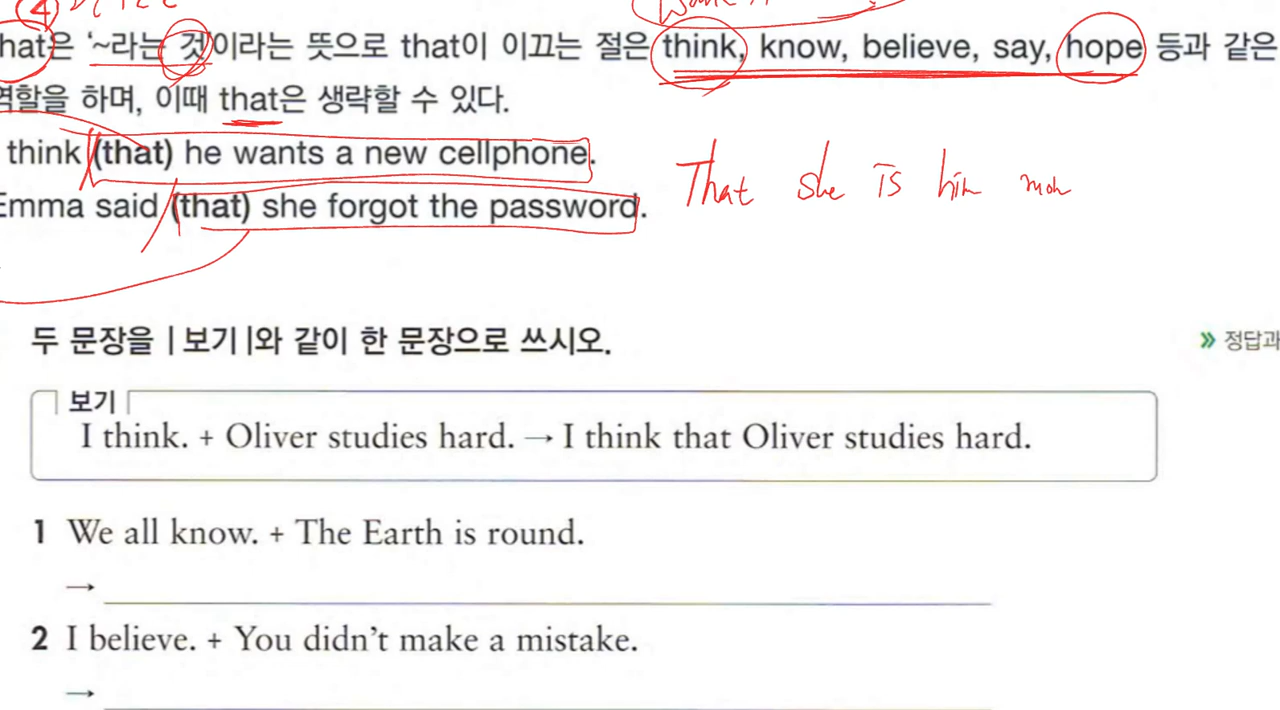 ④
hat은 '~라는 것'이라는 뜻으로 that이 이끄는 절은 think, know, believe, say, hope 등과 같은
역할을 하며, 이때 that은 생략할 수 있다.
think (that) he wants a new cellphone.
Emma said (that) she forgot the password.
That she is him mom
두 문장을 | 보기 |와 같이 한 문장으로 쓰시오.
» 정답과
보기
I think. + Oliver studies hard. → I think that Oliver studies hard.
1 We all know. + The Earth is round.
→
2 I believe. + You didn't make a mistake.
→